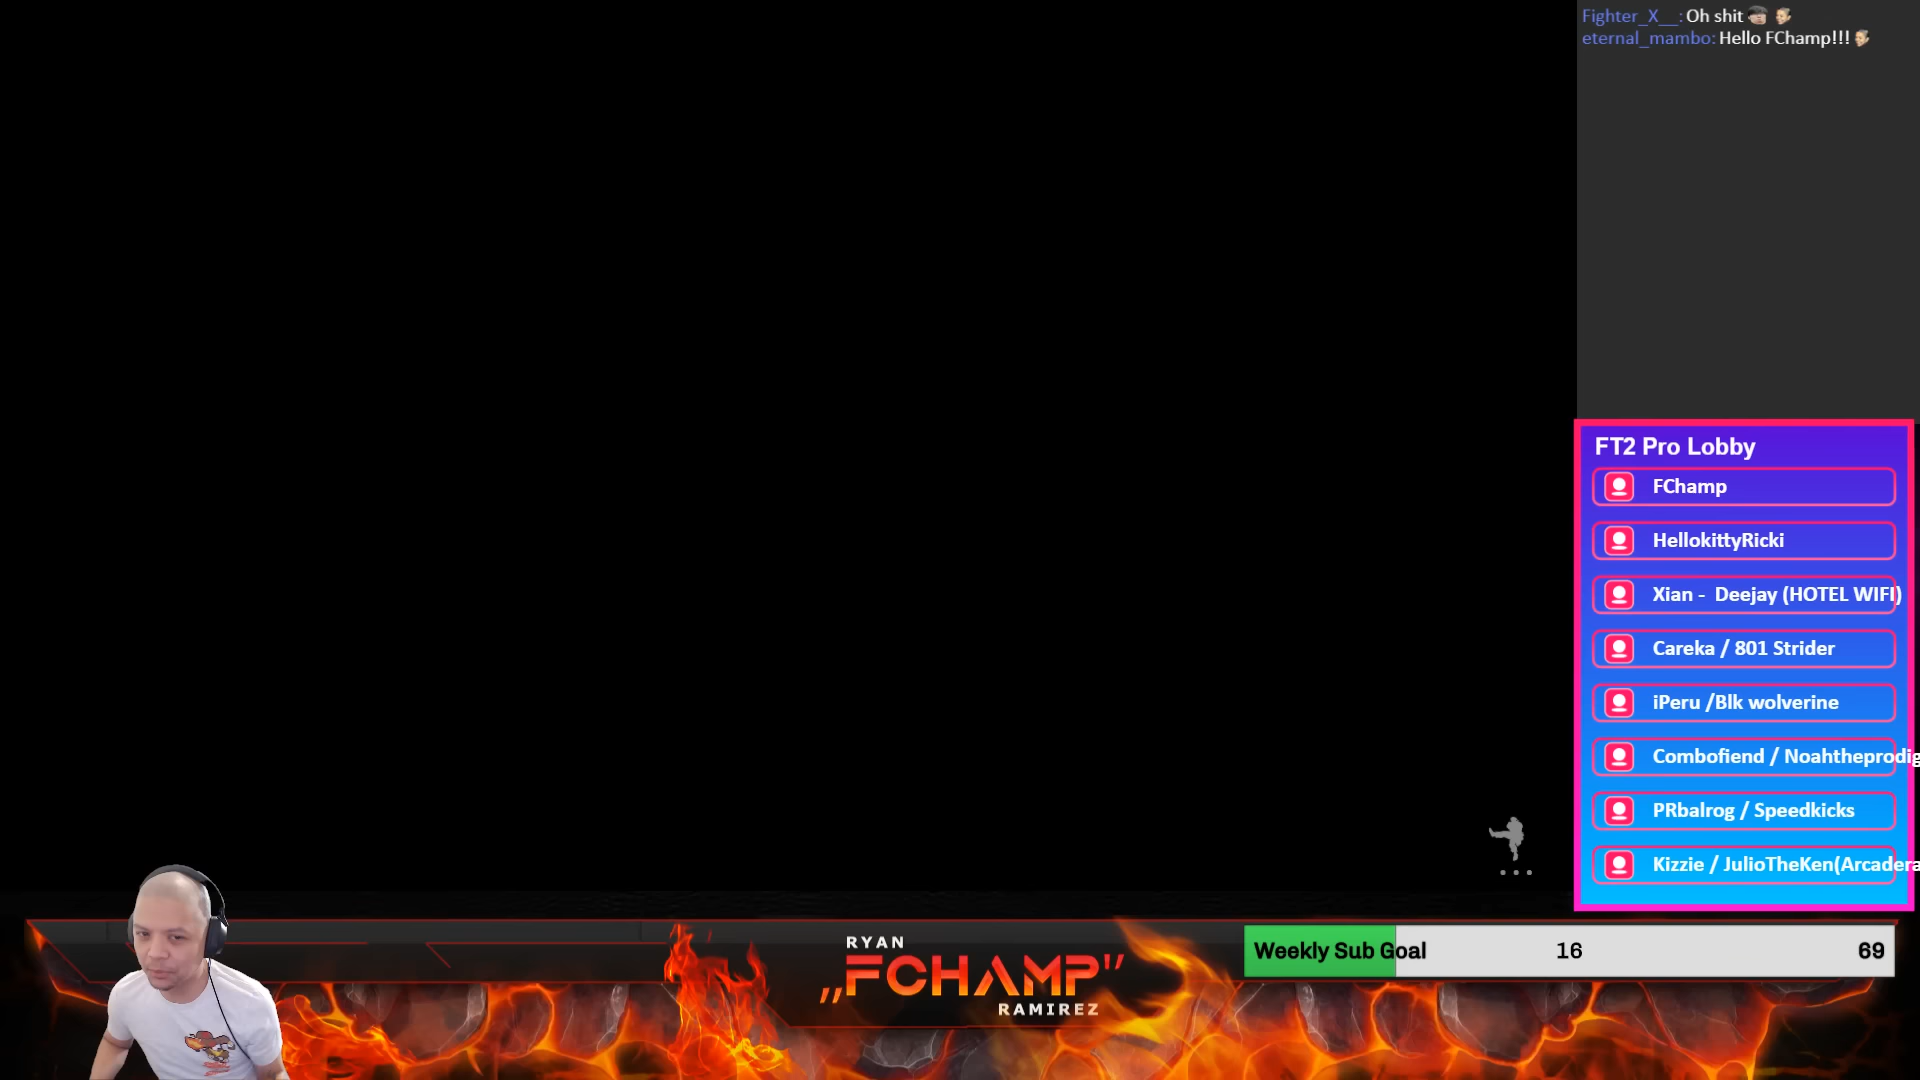 Fighter_X__: Oh shit
eternal_mambo: Hello FChamp!!!
FT2 Pro Lobby
FChamp
HellokittyRicki
Xian - Deejay (HOTEL WIFI)
Careka / 801 Strider
iPeru /Blk wolverine
Combofiend / Noahtheprodig
PRbalrog / Speedkicks
Kizzie / JulioTheKen(Arcadera
RYAN
„FCHAMP"
RAMIREZ
Weekly Sub Goal 16 69